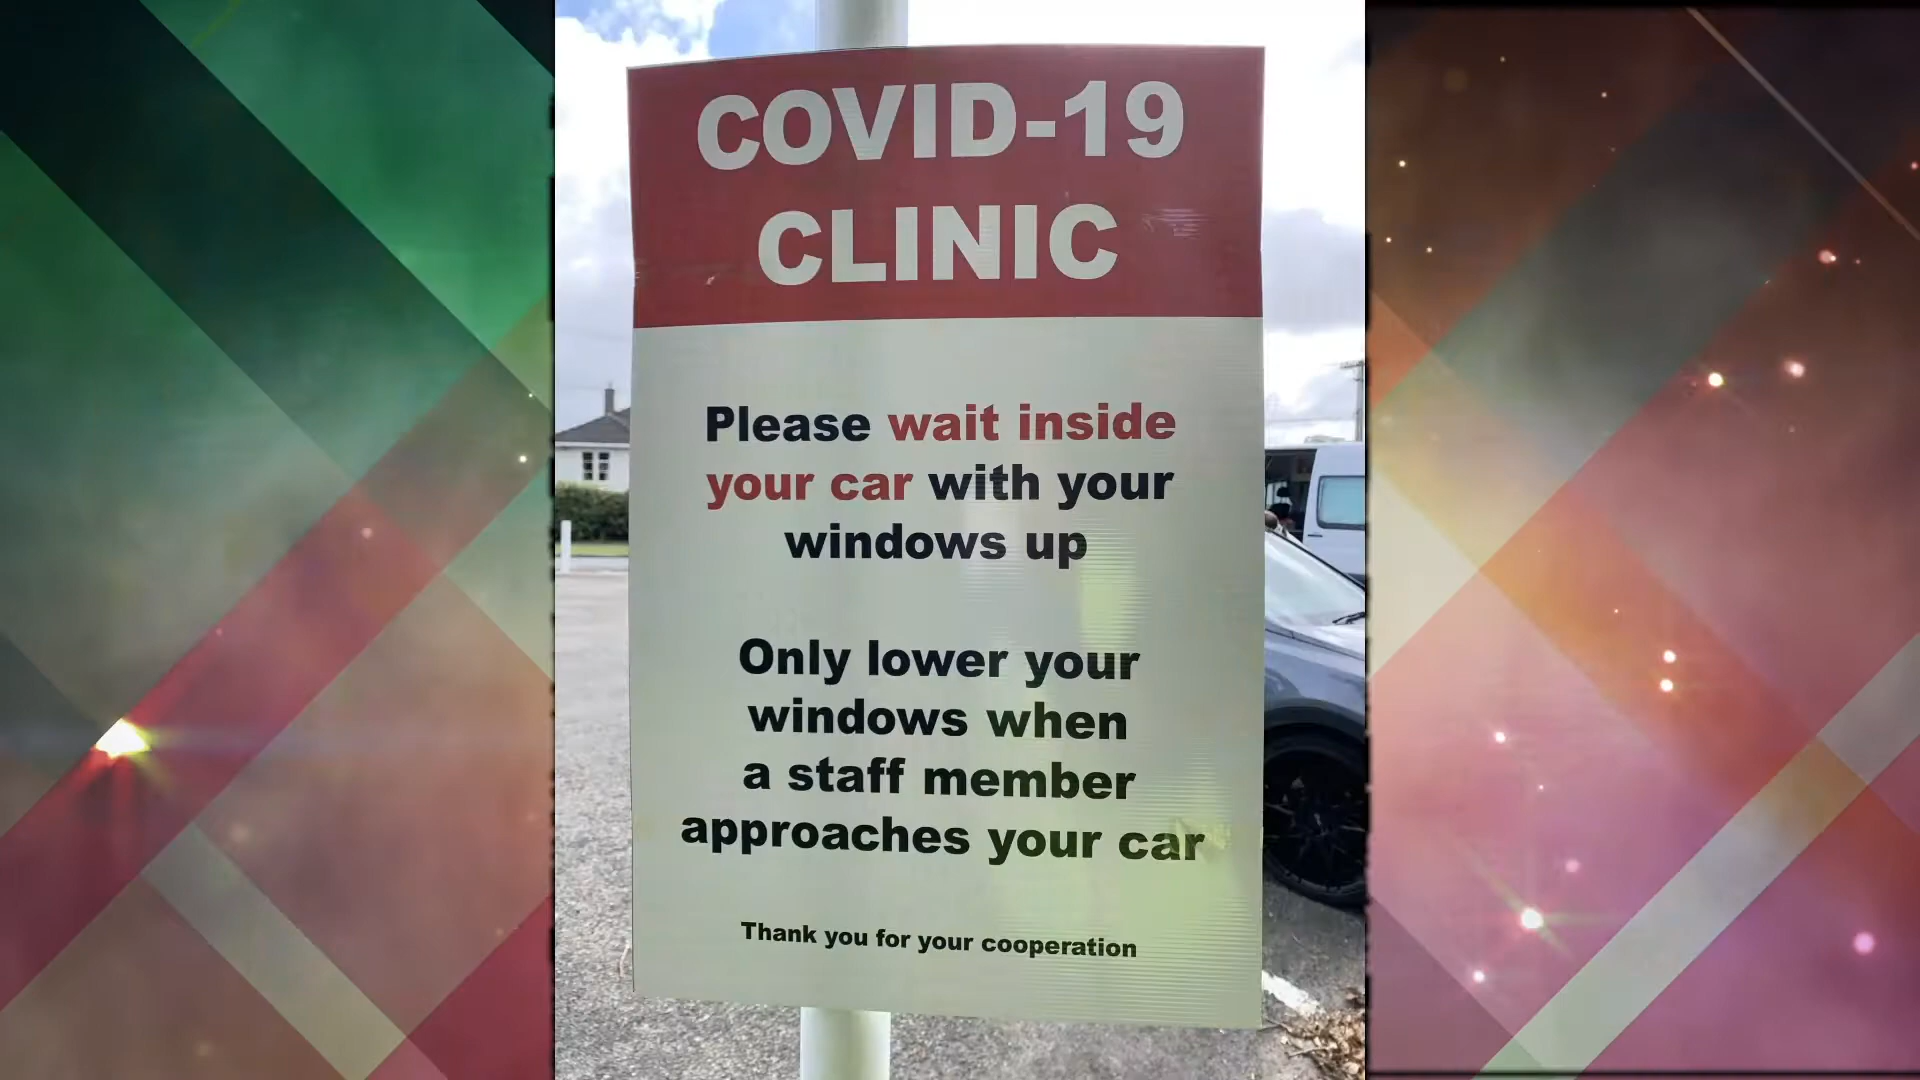 COVID-19
CLINIC
Please wait inside
your car with your
windows up
Only lower your
windows when
a staff member
approaches your car
Thank you for your cooperation